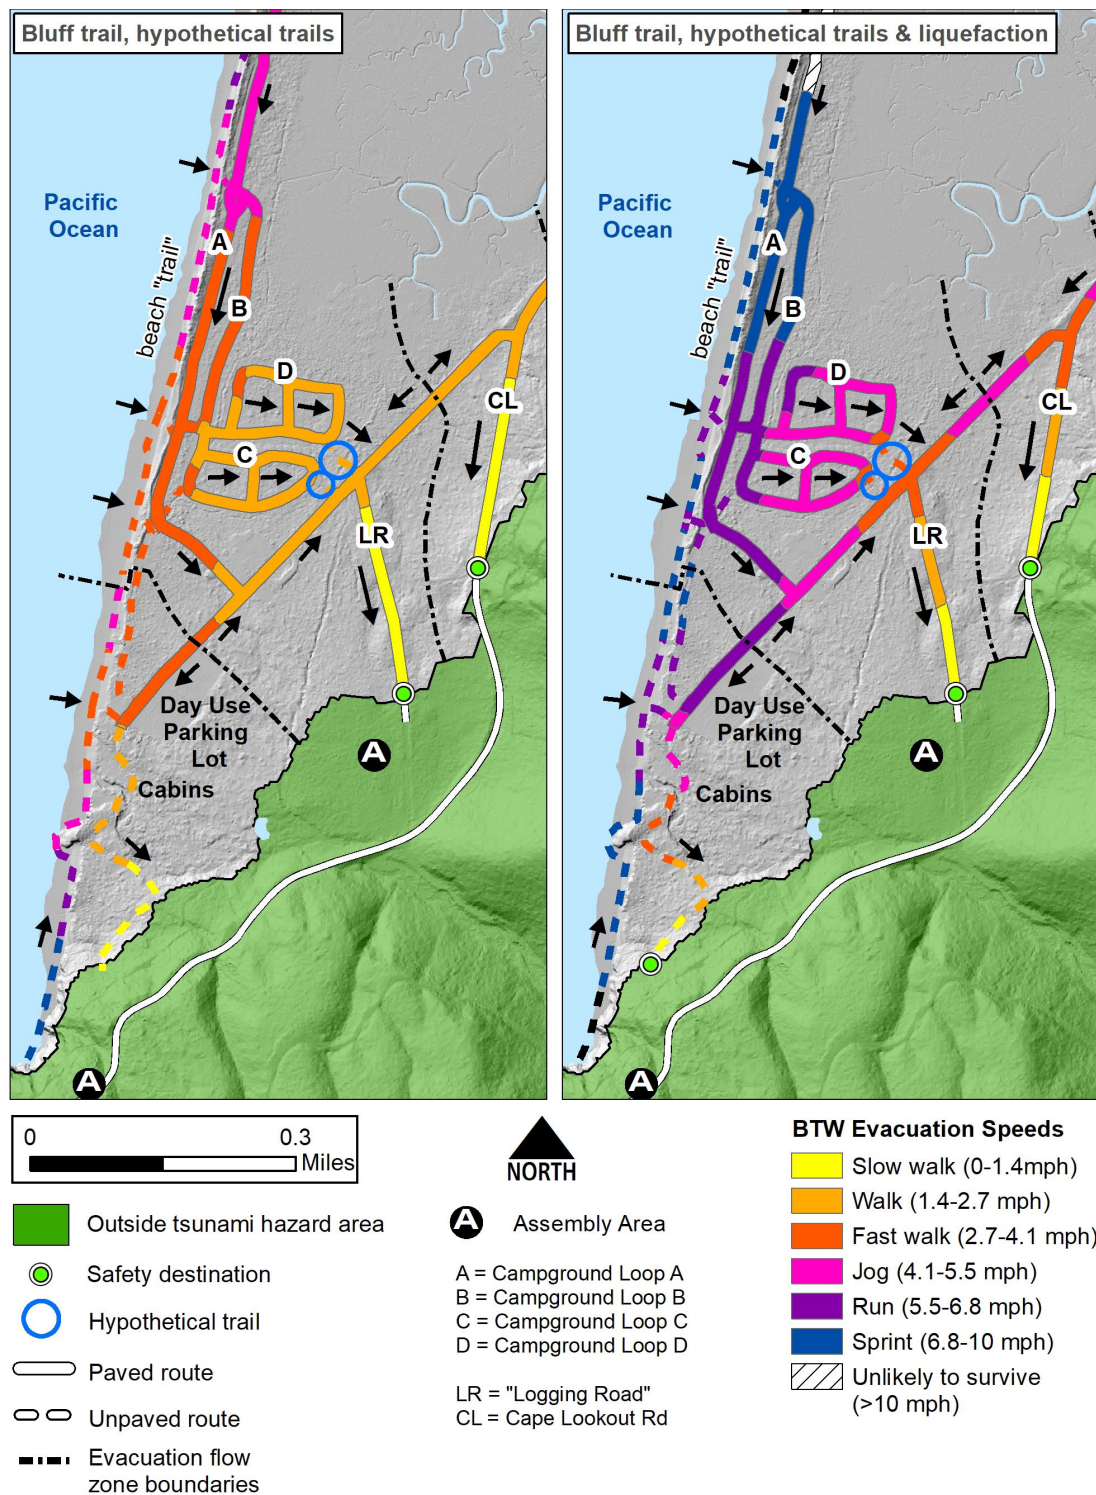 Bluff trail, hypothetical trails
Pacific
Ocean
beach "trail"
A
B
D
C
CL
LR
Day Use
Parking
Lot
Cabins
A
A
Bluff trail, hypothetical trails & liquefaction
Pacific
Ocean
beach "trail"
A
B
D
C
CL
LR
Day Use
Parking
Lot
Cabins
A
A
0 0.3
Miles
Outside tsunami hazard area
Safety destination
Hypothetical trail
Paved route
Unpaved route
Evacuation flow
zone boundaries
NORTH
A Assembly Area
A = Campground Loop A
B = Campground Loop B
C = Campground Loop C
D = Campground Loop D
LR = "Logging Road"
CL = Cape Lookout Rd
BTW Evacuation Speeds
Slow walk (0-1.4mph)
Walk (1.4-2.7 mph)
Fast walk (2.7-4.1 mph)
Jog (4.1-5.5 mph)
Run (5.5-6.8 mph)
Sprint (6.8-10 mph)
Unlikely to survive
(>10 mph)